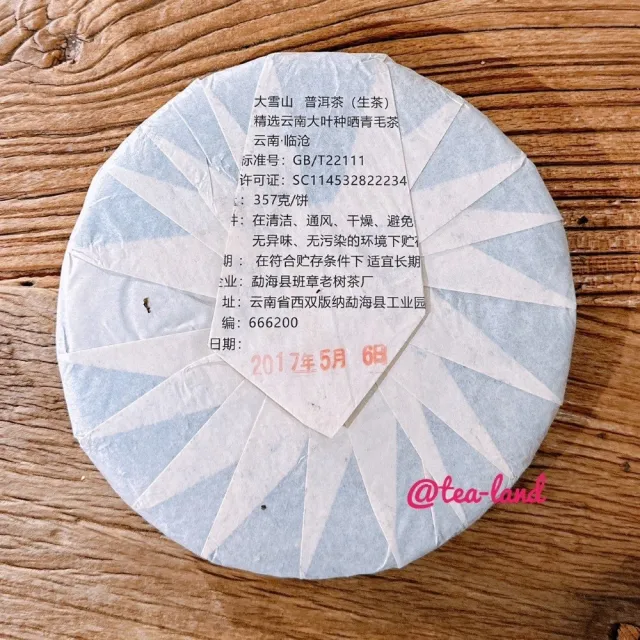 大雪山 普洱茶（生茶）
精选云南大叶种晒青毛茶
云南·临沧
标准号：GB/T22111
许可证：SC114532822234
：357克/饼
：在清洁、通风、干燥、避免
无异味、无污染的环境下贮
期：在符合贮存条件下 适宜长期
企业：勐海县班章老树茶厂
址：云南省西双版纳勐海县工业园
编：666200
日期：
2017年5月 6日
@tea-land